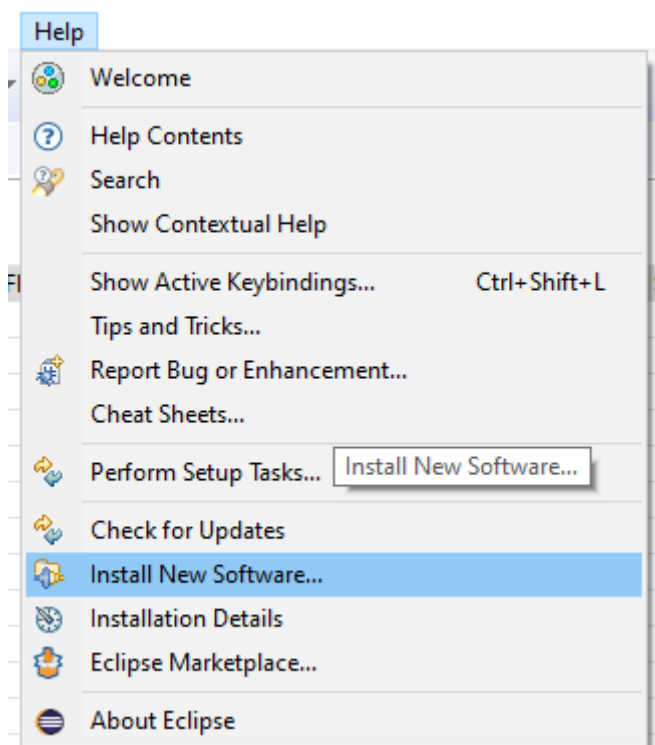 Help
Welcome
Help Contents
Search
Show Contextual Help
Show Active Keybindings... Ctrl+Shift+L
Tips and Tricks...
Report Bug or Enhancement...
Cheat Sheets...
Perform Setup Tasks... Install New Software...
Check for Updates
Install New Software...
Installation Details
Eclipse Marketplace...
About Eclipse